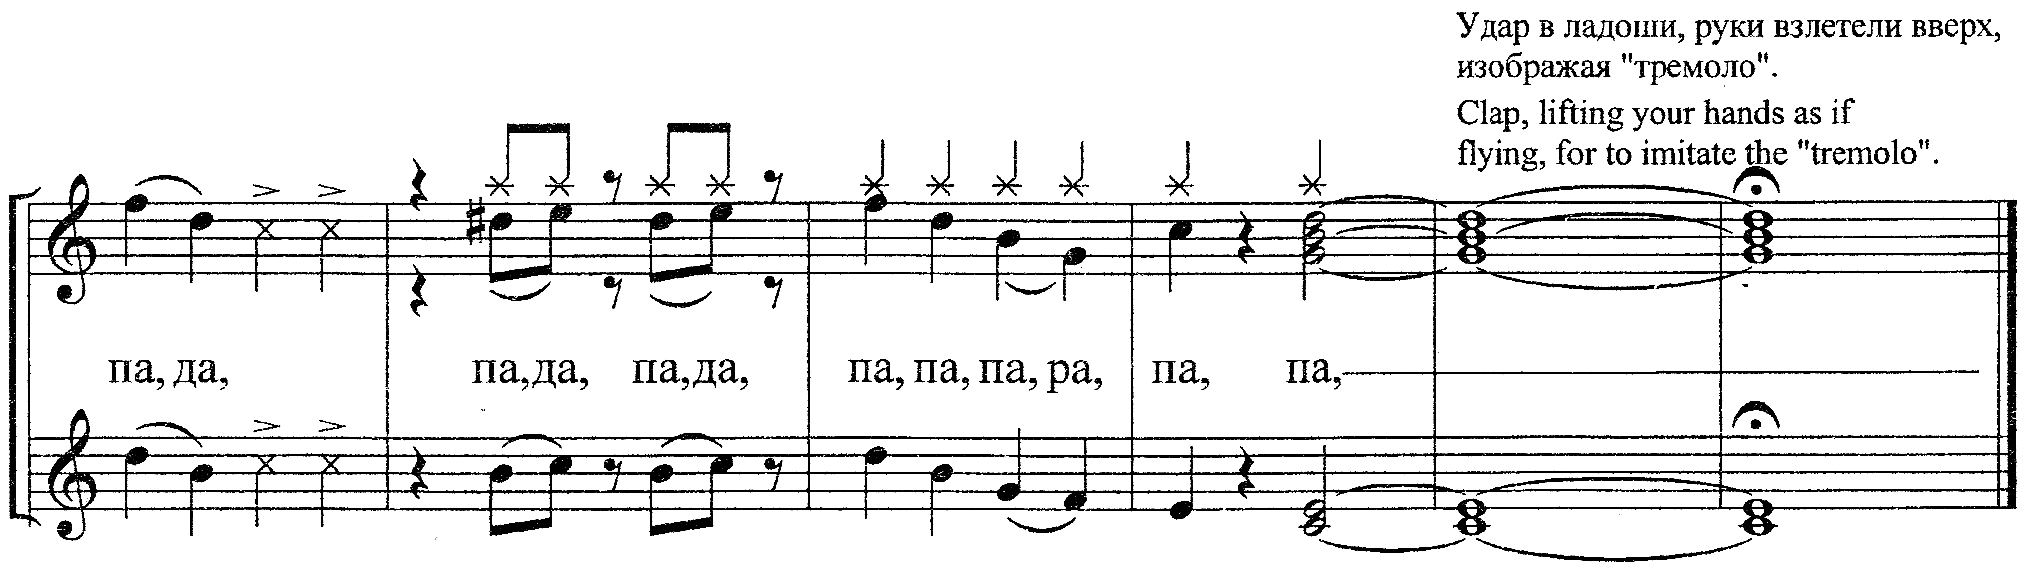 Удар в ладоши, руки взлетели вверх,
изображая "тремоло".
Clap, lifting your hands as if
flying, for to imitate the "tremolo".
па, да, па, да, па, да, па, па, па, ра, па, па,